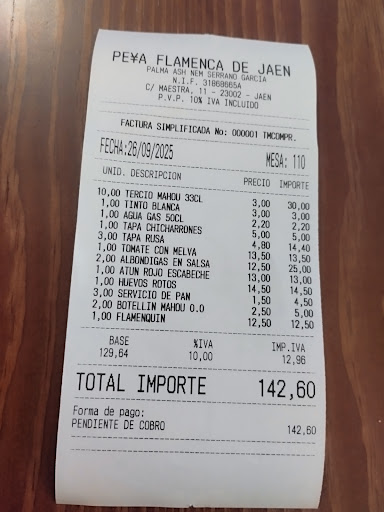 PE¥A FLAMENCA DE JAEN
PALMA ASH NEM SERRANO GARCIA
N.I.F. 31868665A
C/ MAESTRA, 11 - 23002 - JAEN
P.V.P. 10% IVA INCLUIDO
FACTURA SIMPLIFICADA No: 000001 TMCOMPR.
FECHA:26/09/2025 MESA: 110
UNID. DESCRIPCION PRECIO IMPORTE
10,00 TERCIO MAHOU 33CL 3,00 30,00
1,00 TINTO BLANCA 3,00 3,00
1,00 AGUA GAS 50CL 2,20 2,20
1,00 TAPA CHICHARRONES 5,00 5,00
3,00 TAPA RUSA 4,80 14,40
1,00 TOMATE CON MELVA 13,50 13,50
2,00 ALBONDIGAS EN SALSA 12,50 25,00
1,00 ATUN ROJO ESCABECHE 13,00 13,00
1,00 HUEVOS ROTOS 14,50 14,50
3,00 SERVICIO DE PAN 1,50 4,50
2,00 BOTELLIN MAHOU 0.0 2,50 5,00
1,00 FLAMENQUIN 12,50 12,50
BASE %IVA IMP.IVA
129,64 10,00 12,96
TOTAL IMPORTE 142,60
Forma de pago:
PENDIENTE DE COBRO 142,60